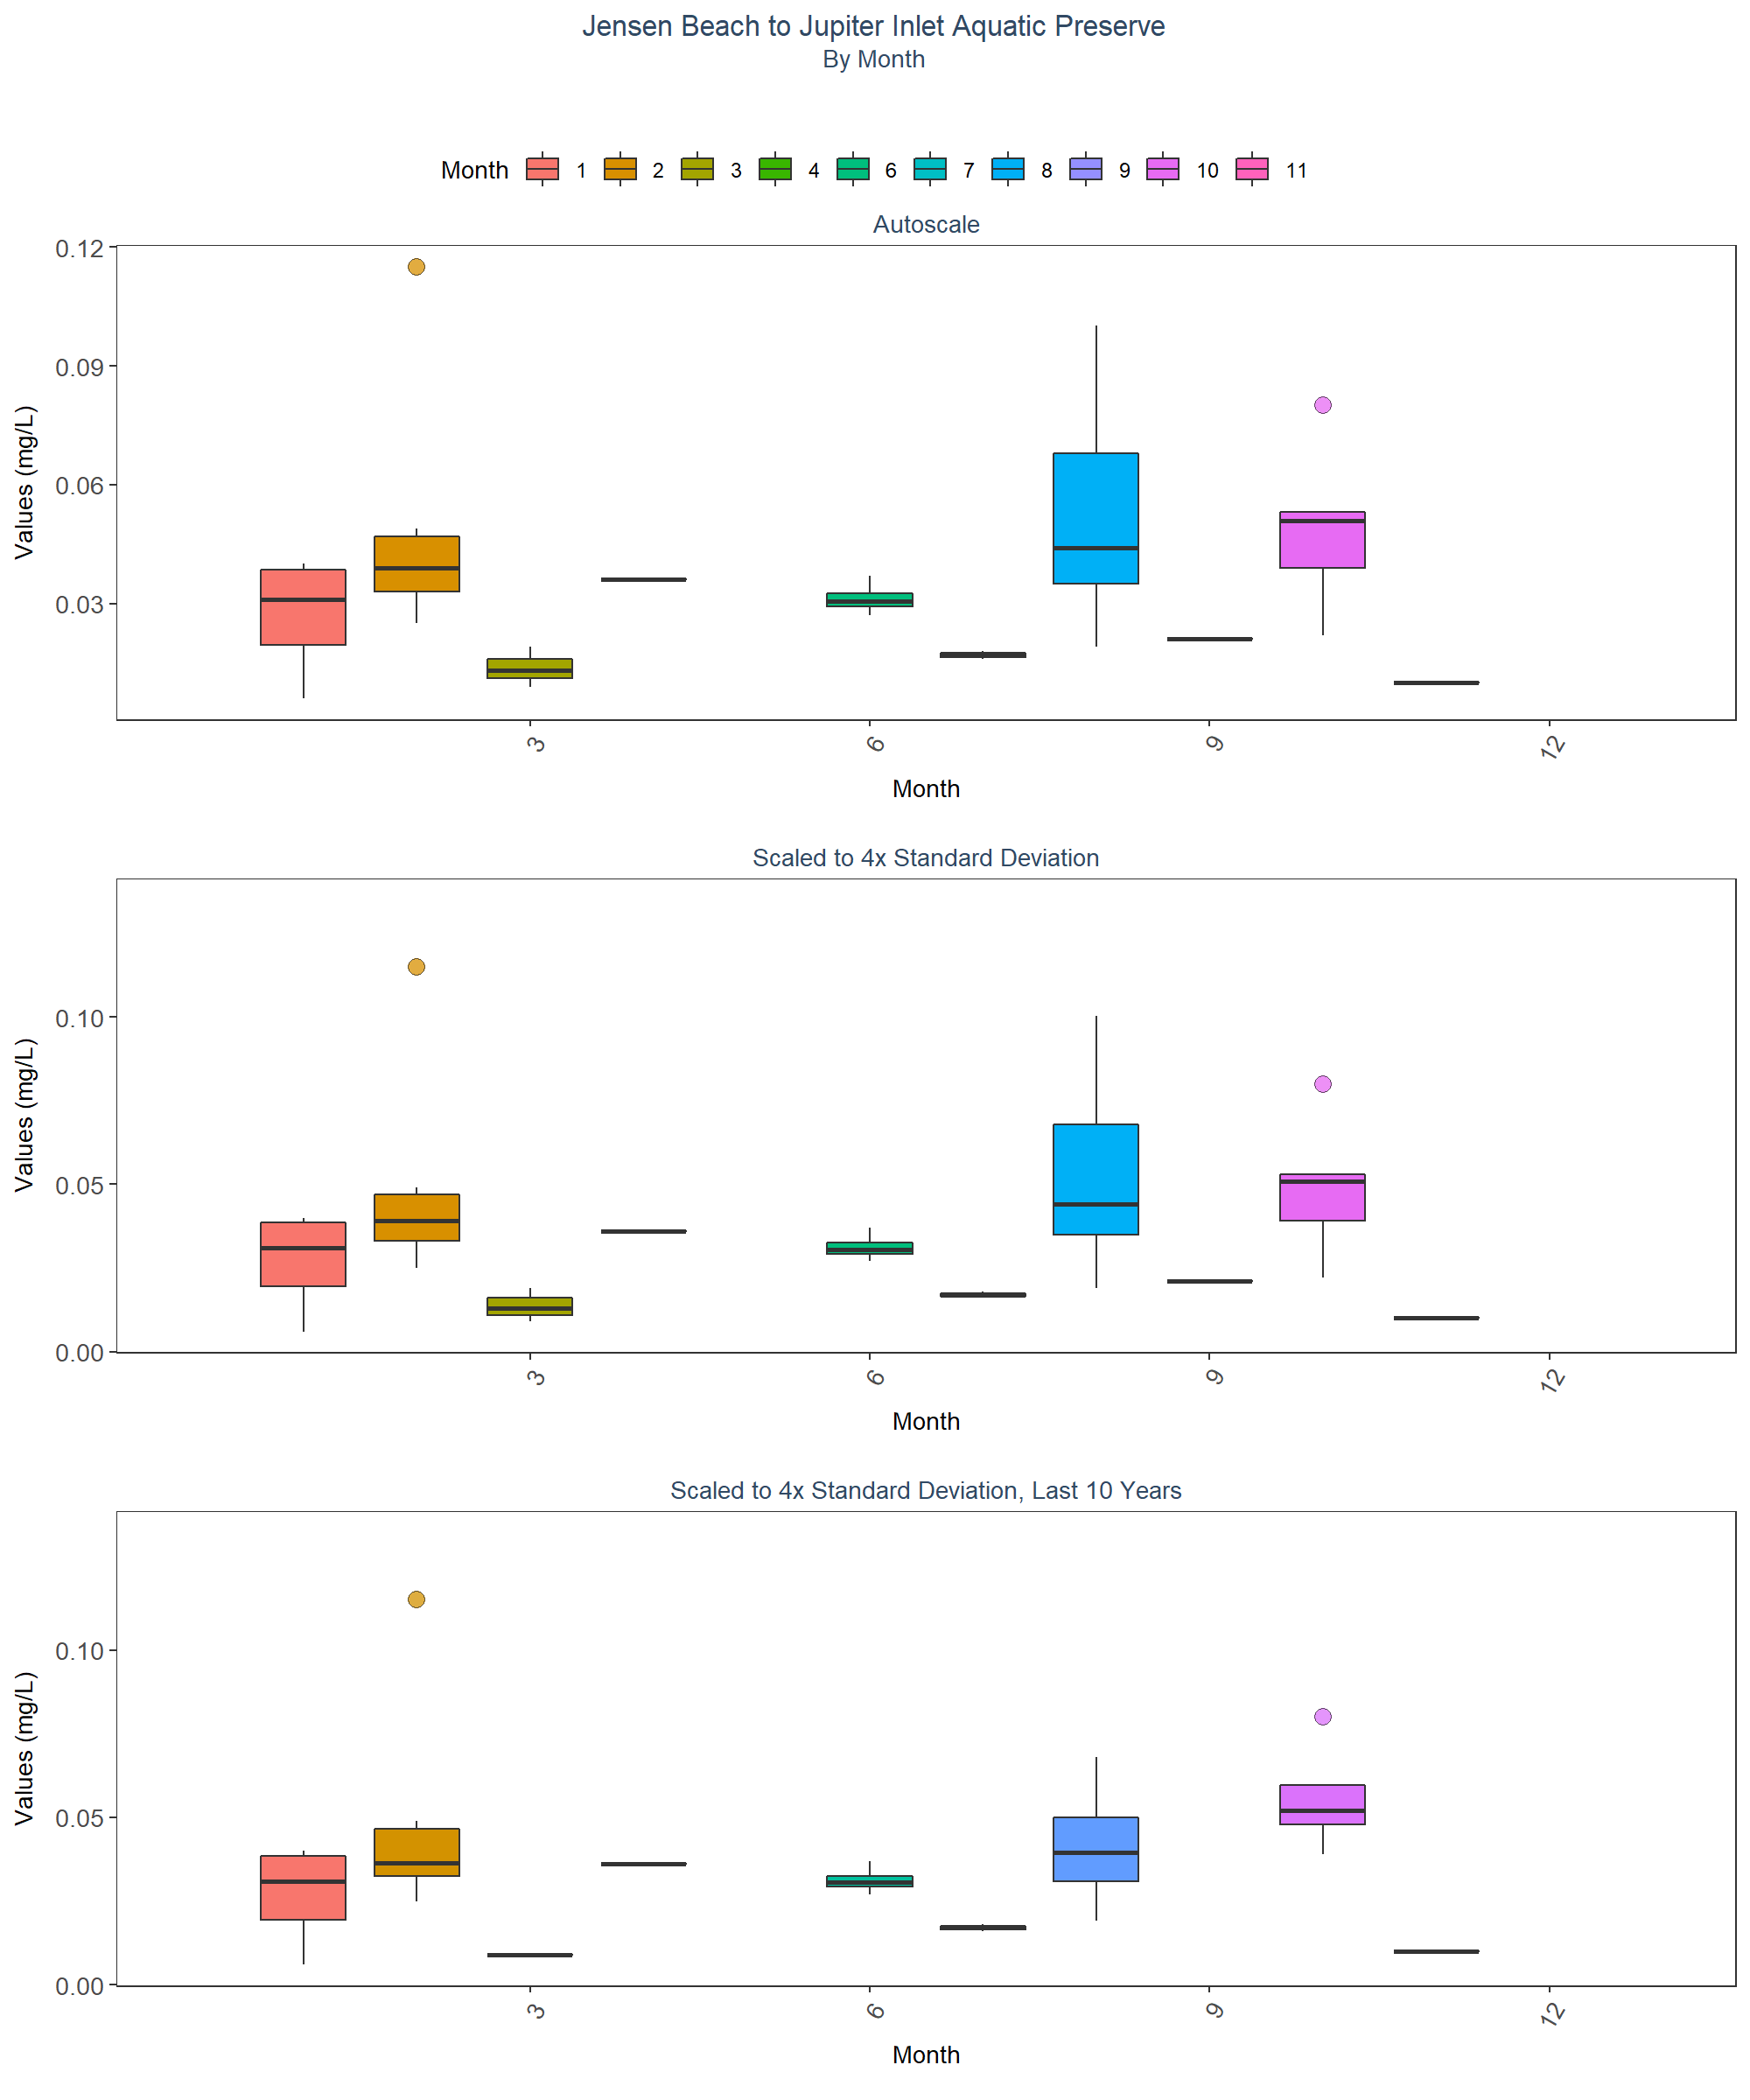 Jensen Beach to Jupiter Inlet Aquatic Preserve
By Month
Month 1 2 3 4 6 7 8 9 10 11
Autoscale
0.12
0.09
0.06
0.03
Values (mg/L)
3 6 9 12
Month
Scaled to 4x Standard Deviation
0.10
0.05
0.00
Values (mg/L)
3 6 9 12
Month
Scaled to 4x Standard Deviation, Last 10 Years
0.10
0.05
0.00
Values (mg/L)
3 6 9 12
Month